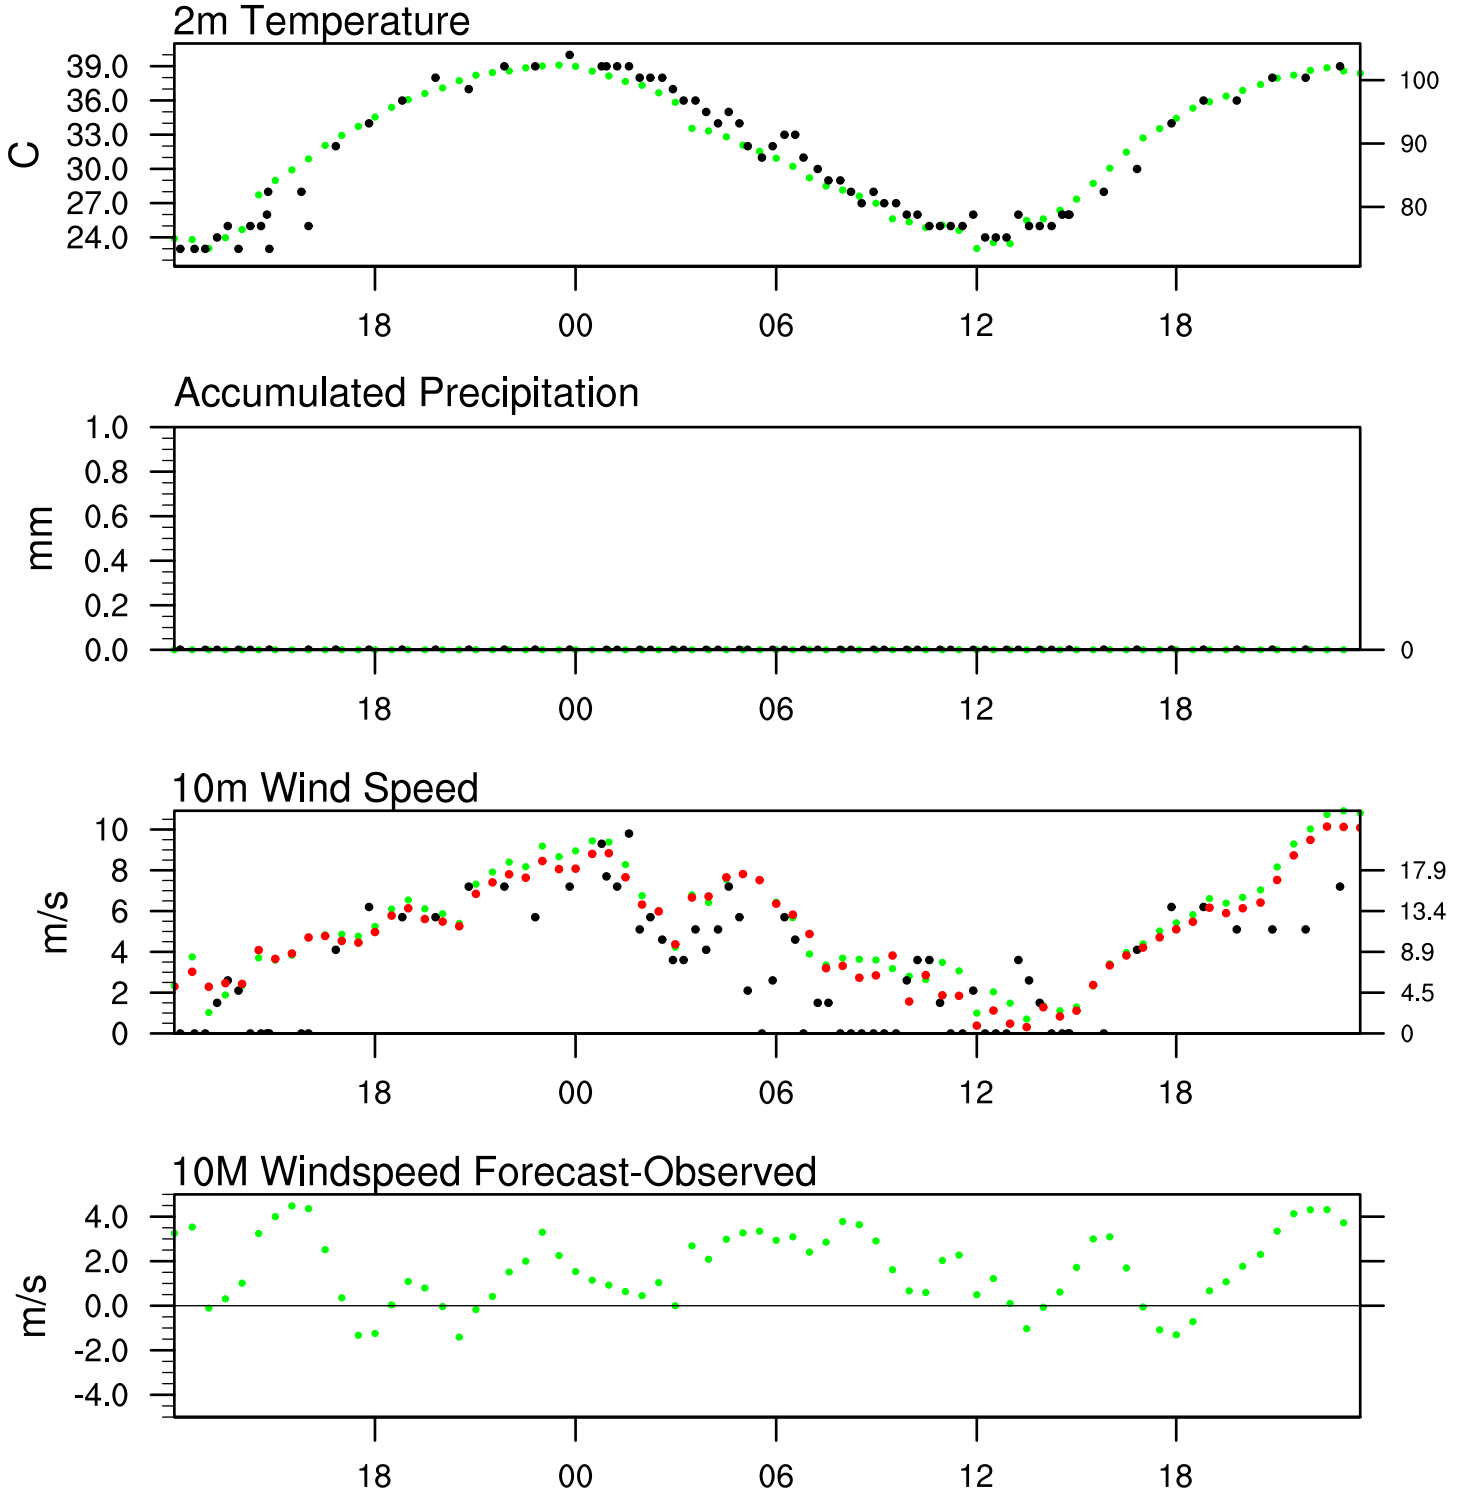 2m Temperature
39.0
36.0
33.0
30.0
27.0
24.0
C
100
90
80
18 00 06 12 18
Accumulated Precipitation
1.0
0.8
0.6
0.4
0.2
0.0
mm
0
18 00 06 12 18
10m Wind Speed
10
8
6
4
2
0
m/s
17.9
13.4
8.9
4.5
0
18 00 06 12 18
10M Windspeed Forecast-Observed
4.0
2.0
0.0
-2.0
-4.0
m/s
18 00 06 12 18